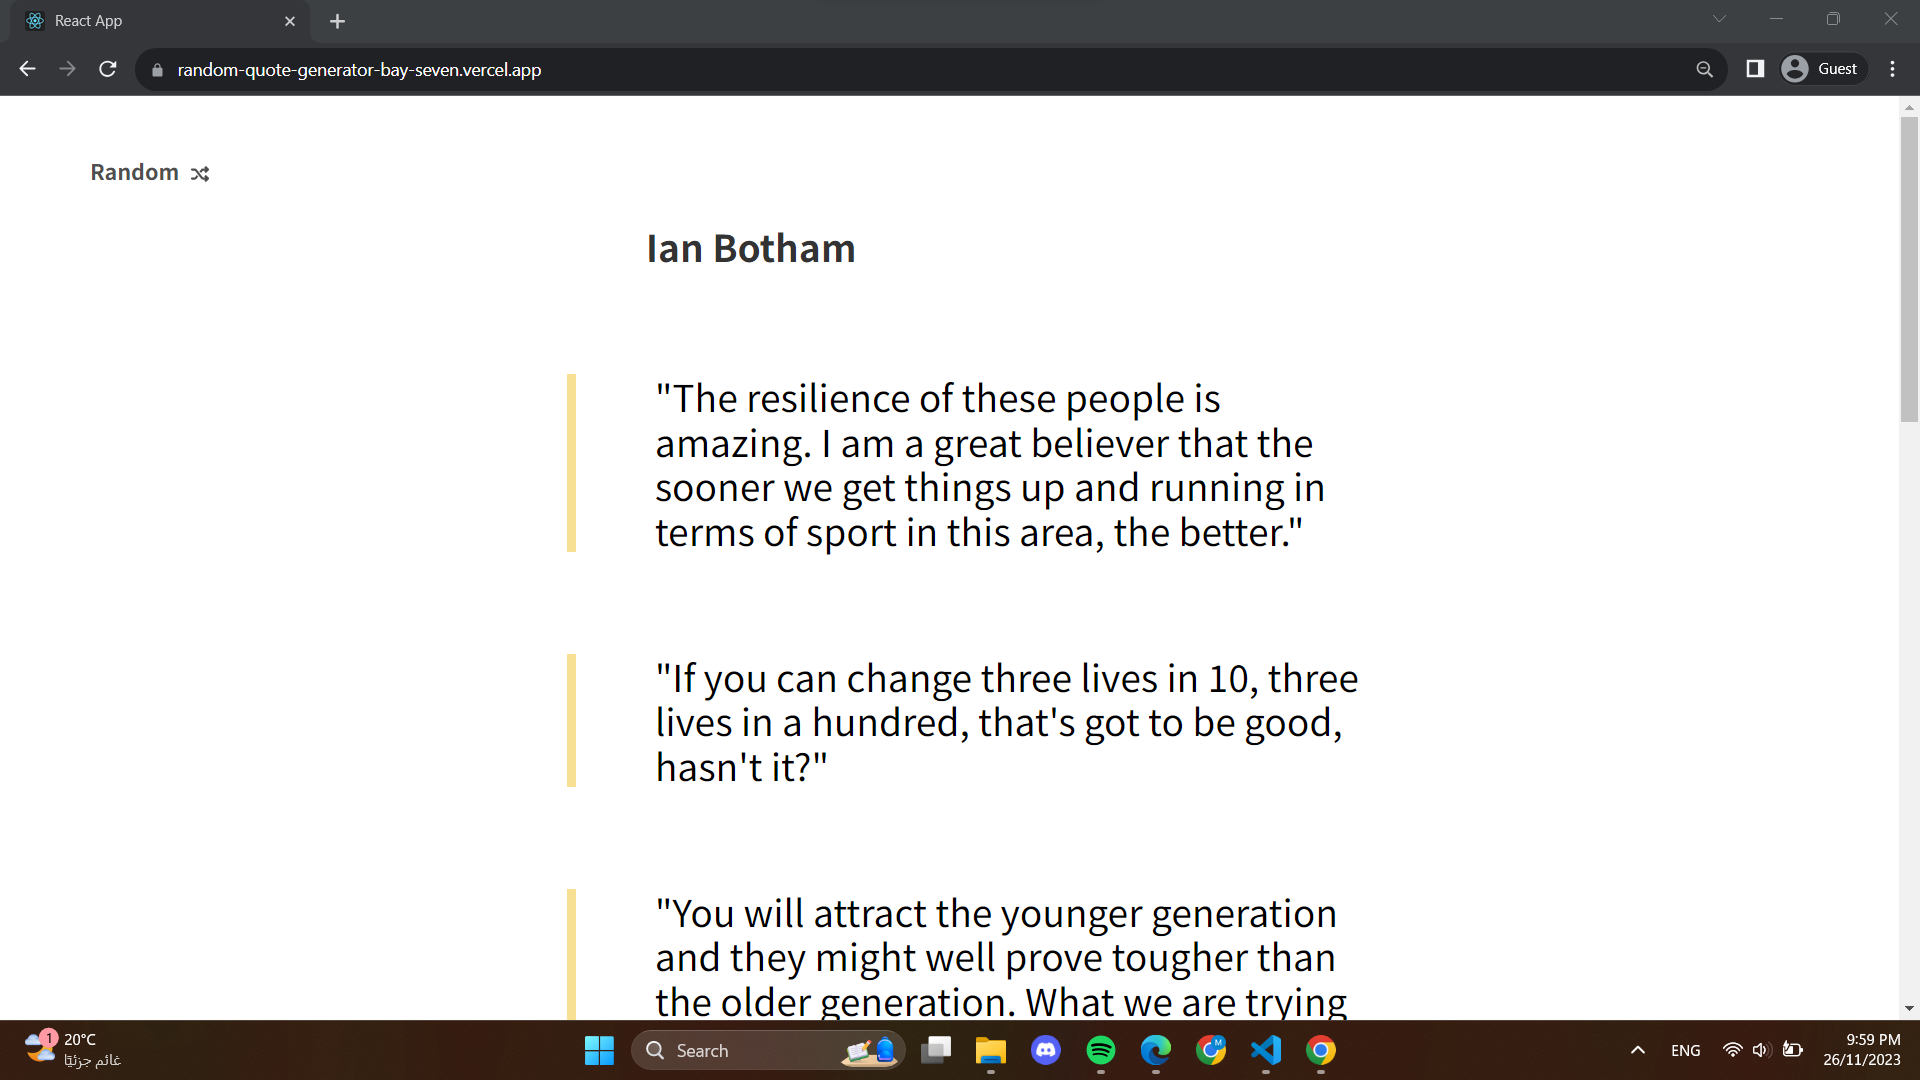 React App
random-quote-generator-bay-seven.vercel.app
Guest
Random
Ian Botham
"The resilience of these people is
amazing. I am a great believer that the
sooner we get things up and running in
terms of sport in this area, the better."
"If you can change three lives in 10, three
lives in a hundred, that's got to be good,
hasn't it?"
"You will attract the younger generation
and they might well prove tougher than
the older generation. What we are trying
1
20°C
غائم جزئيًا
Search
M
ENG
9:59 PM
26/11/2023